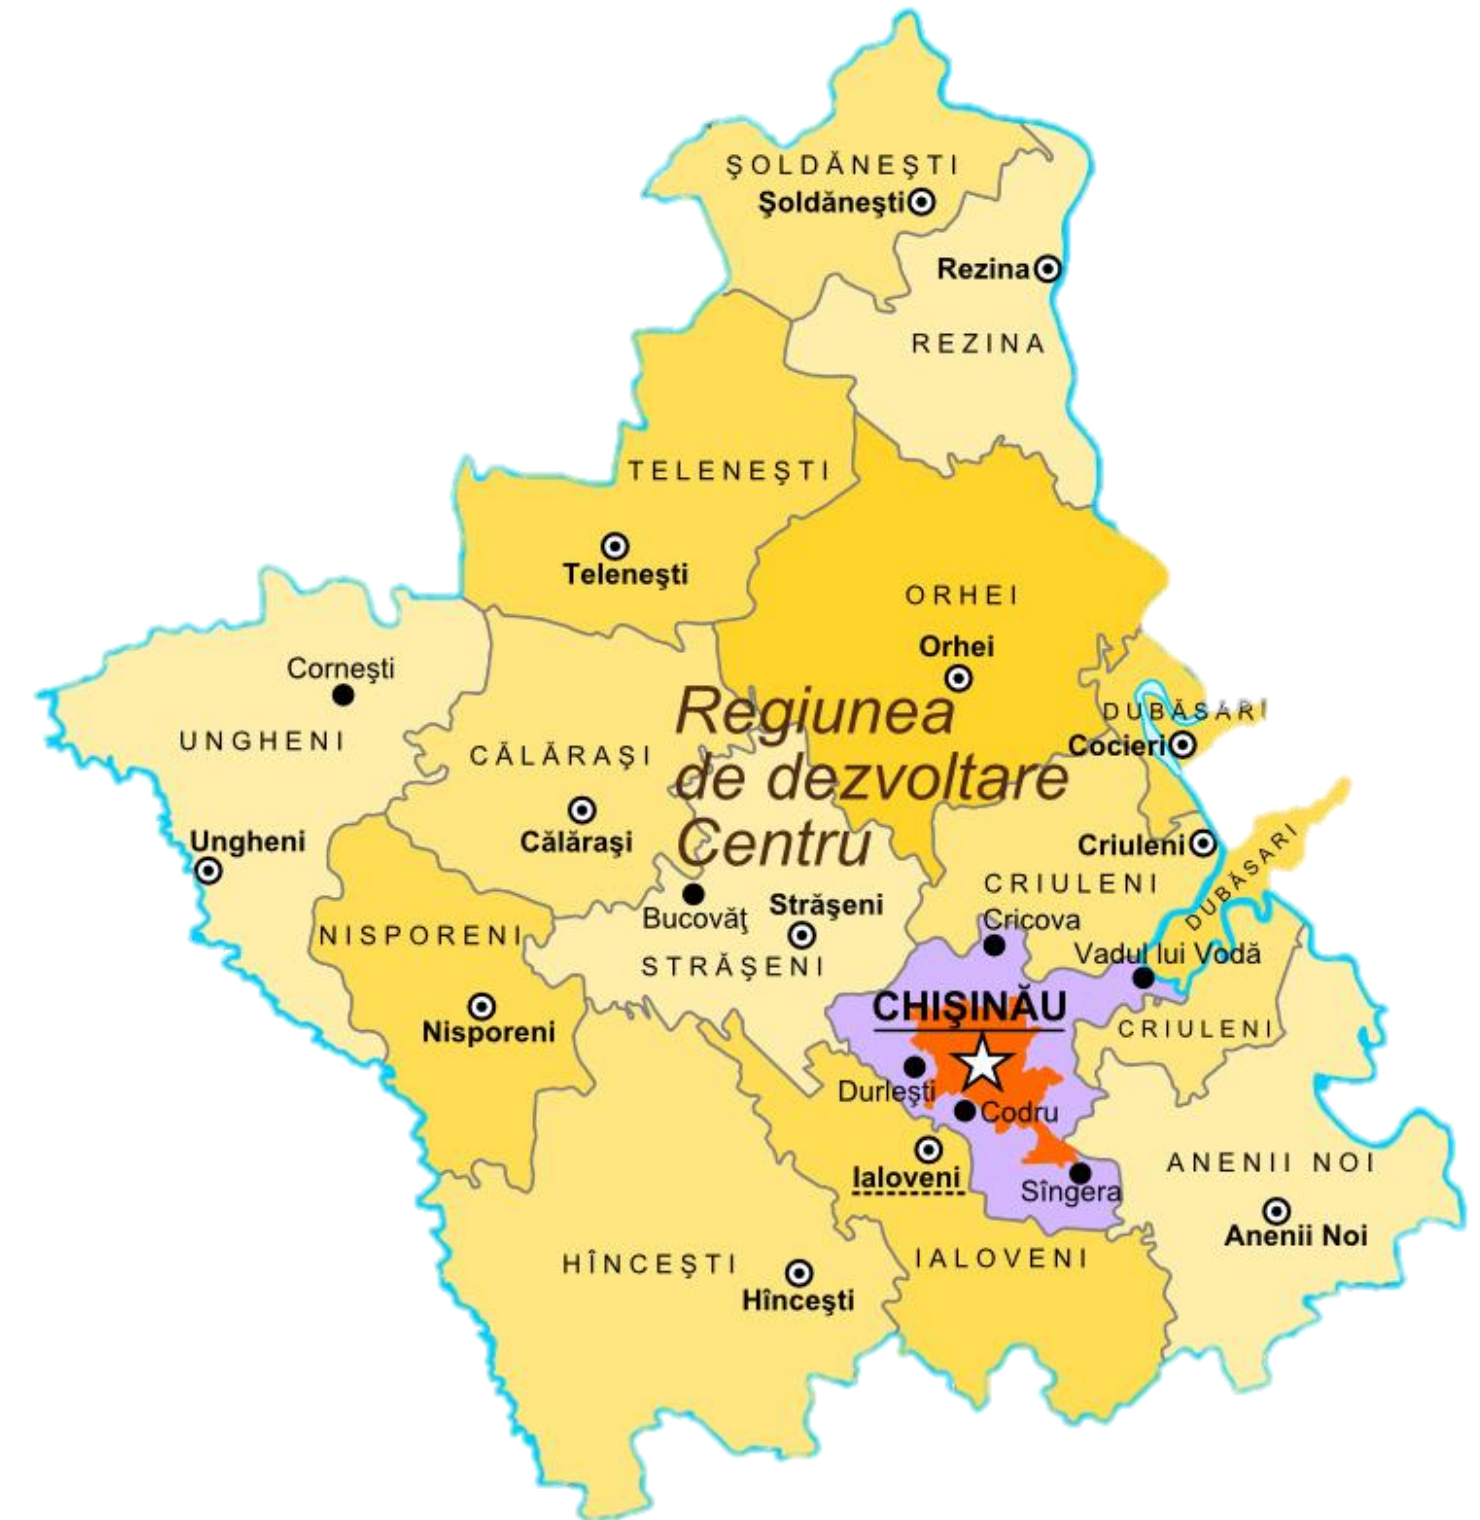 ŞOLDĂNEŞTI
Şoldăneşti
Rezina
REZINA
TELENEŞTI
Teleneşti
ORHEI
Orhei
Corneşti
UNGHENI
Ungheni
CĂLĂRAŞI
Călăraşi
Regiunea
de dezvoltare
Centru
DUBĂSARI
Cocieri
Criuleni
CRIULENI
DUBĂSARI
Bucovăţ
Străşeni
STRĂŞENI
Cricova
Vadul lui Vodă
NISPORENI
Nisporeni
CHIŞINĂU
CRIULENI
Durleşti
Codru
Ialoveni
Sîngera
ANENII NOI
Anenii Noi
HÎNCEŞTI
Hînceşti
IALOVENI